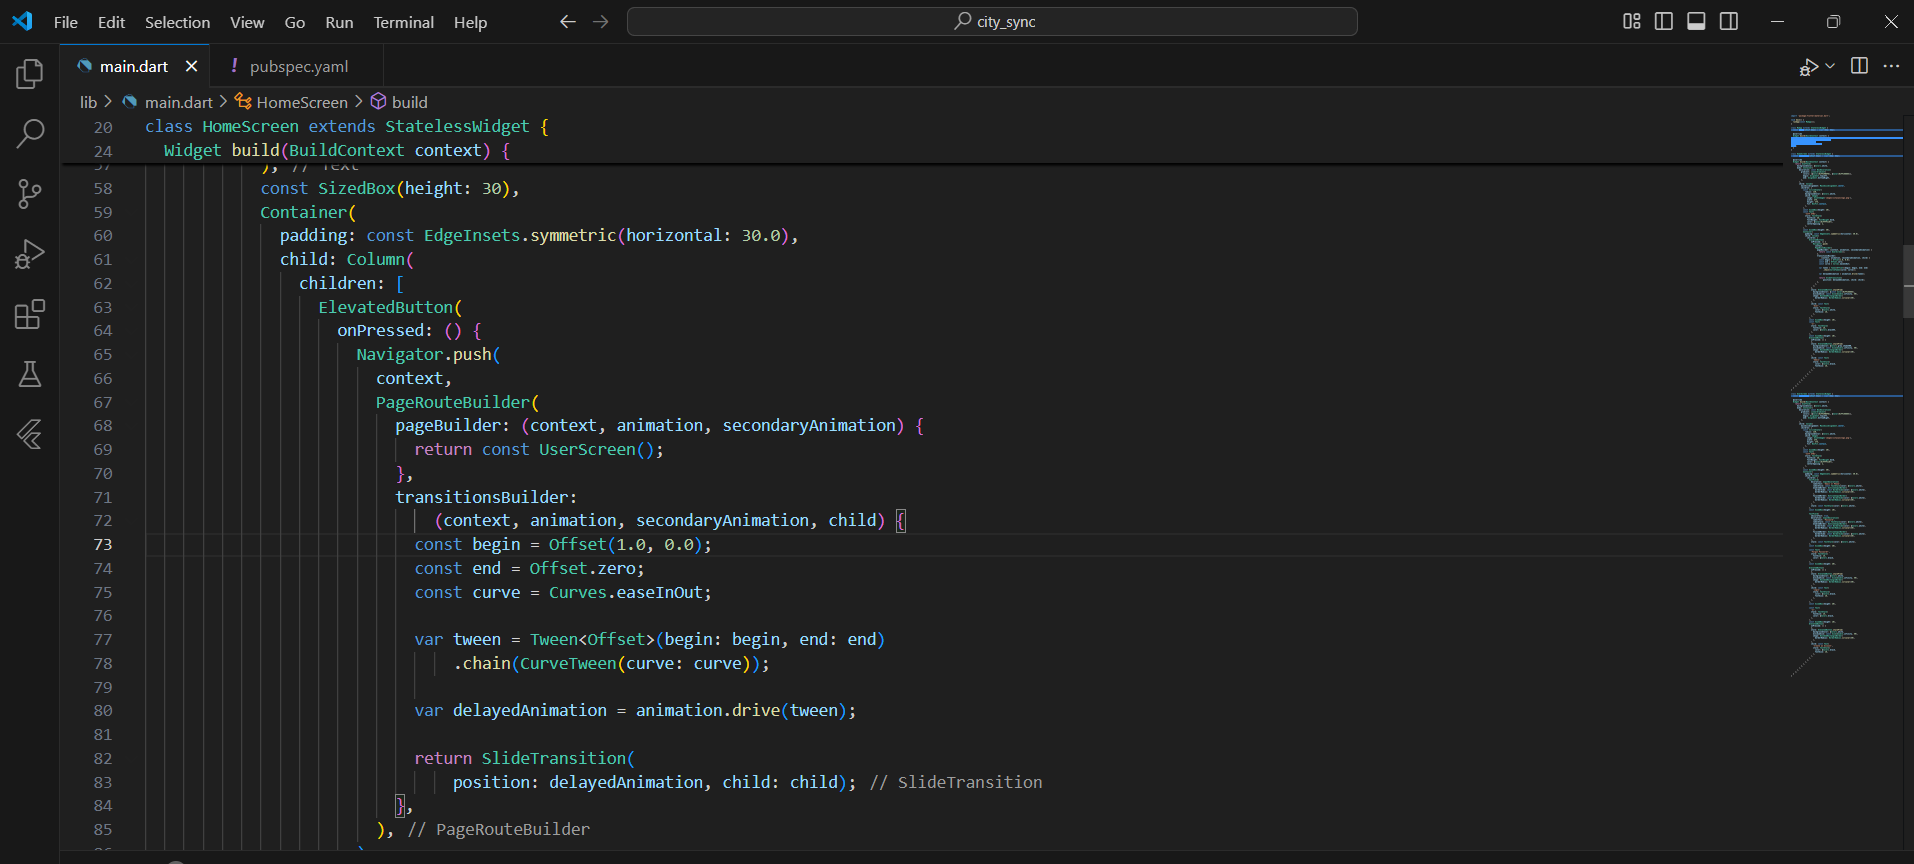 File Edit Selection View Go Run Terminal Help city_sync
main.dart pubspec.yaml
lib > main.dart > HomeScreen > build
20 class HomeScreen extends StatelessWidget {
24 Widget build(BuildContext context) {
57 ), // Text
58 const SizedBox(height: 30),
59 Container(
60 padding: const EdgeInsets.symmetric(horizontal: 30.0),
61 child: Column(
62 children: [
63 ElevatedButton(
64 onPressed: () {
65 Navigator.push(
66 context,
67 PageRouteBuilder(
68 pageBuilder: (context, animation, secondaryAnimation) {
69 return const UserScreen();
70 },
71 transitionsBuilder:
72 (context, animation, secondaryAnimation, child) {
73 const begin = Offset(1.0, 0.0);
74 const end = Offset.zero;
75 const curve = Curves.easeInOut;
76
77 var tween = Tween<Offset>(begin: begin, end: end)
78 .chain(CurveTween(curve: curve));
79
80 var delayedAnimation = animation.drive(tween);
81
82 return SlideTransition(
83 position: delayedAnimation, child: child); // SlideTransition
84 },
85 ), // PageRouteBuilder